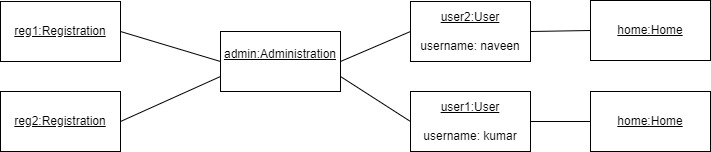 reg1:Registration
reg2:Registration
admin:Administration
user2:User
username: naveen
home:Home
user1:User
username: kumar
home:Home